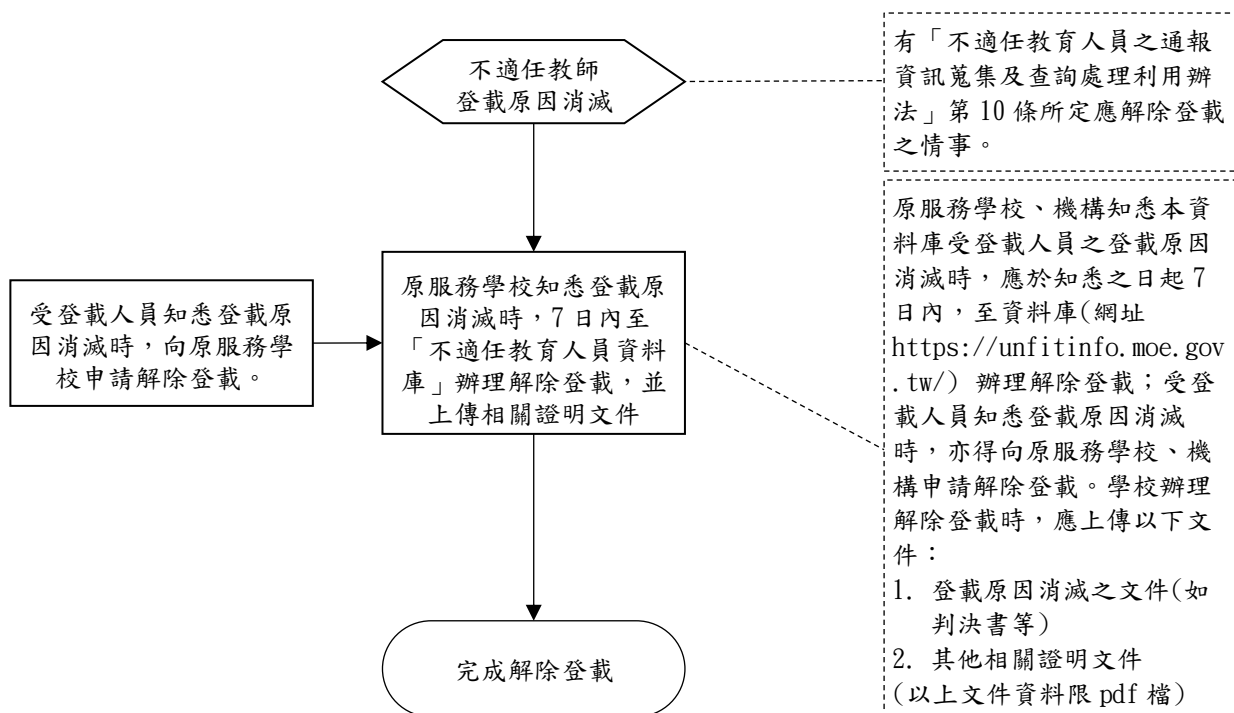 不適任教師
登載原因消滅
有「不適任教育人員之通報
資訊蒐集及查詢處理利用辦
法」第 10 條所定應解除登載
之情事。
受登載人員知悉登載原
因消滅時，向原服務學
校申請解除登載。
原服務學校知悉登載原
因消滅時，7 日內至
「不適任教育人員資料
庫」辦理解除登載，並
上傳相關證明文件
原服務學校、機構知悉本資
料庫受登載人員之登載原因
消滅時，應於知悉之日起 7
日內，至資料庫(網址
https://unfitinfo.moe.gov
.tw/) 辦理解除登載；受登
載人員知悉登載原因消滅
時，亦得向原服務學校、機
構申請解除登載。學校辦理
解除登載時，應上傳以下文
件：
1. 登載原因消滅之文件(如
判決書等)
2. 其他相關證明文件
(以上文件資料限 pdf 檔)
完成解除登載